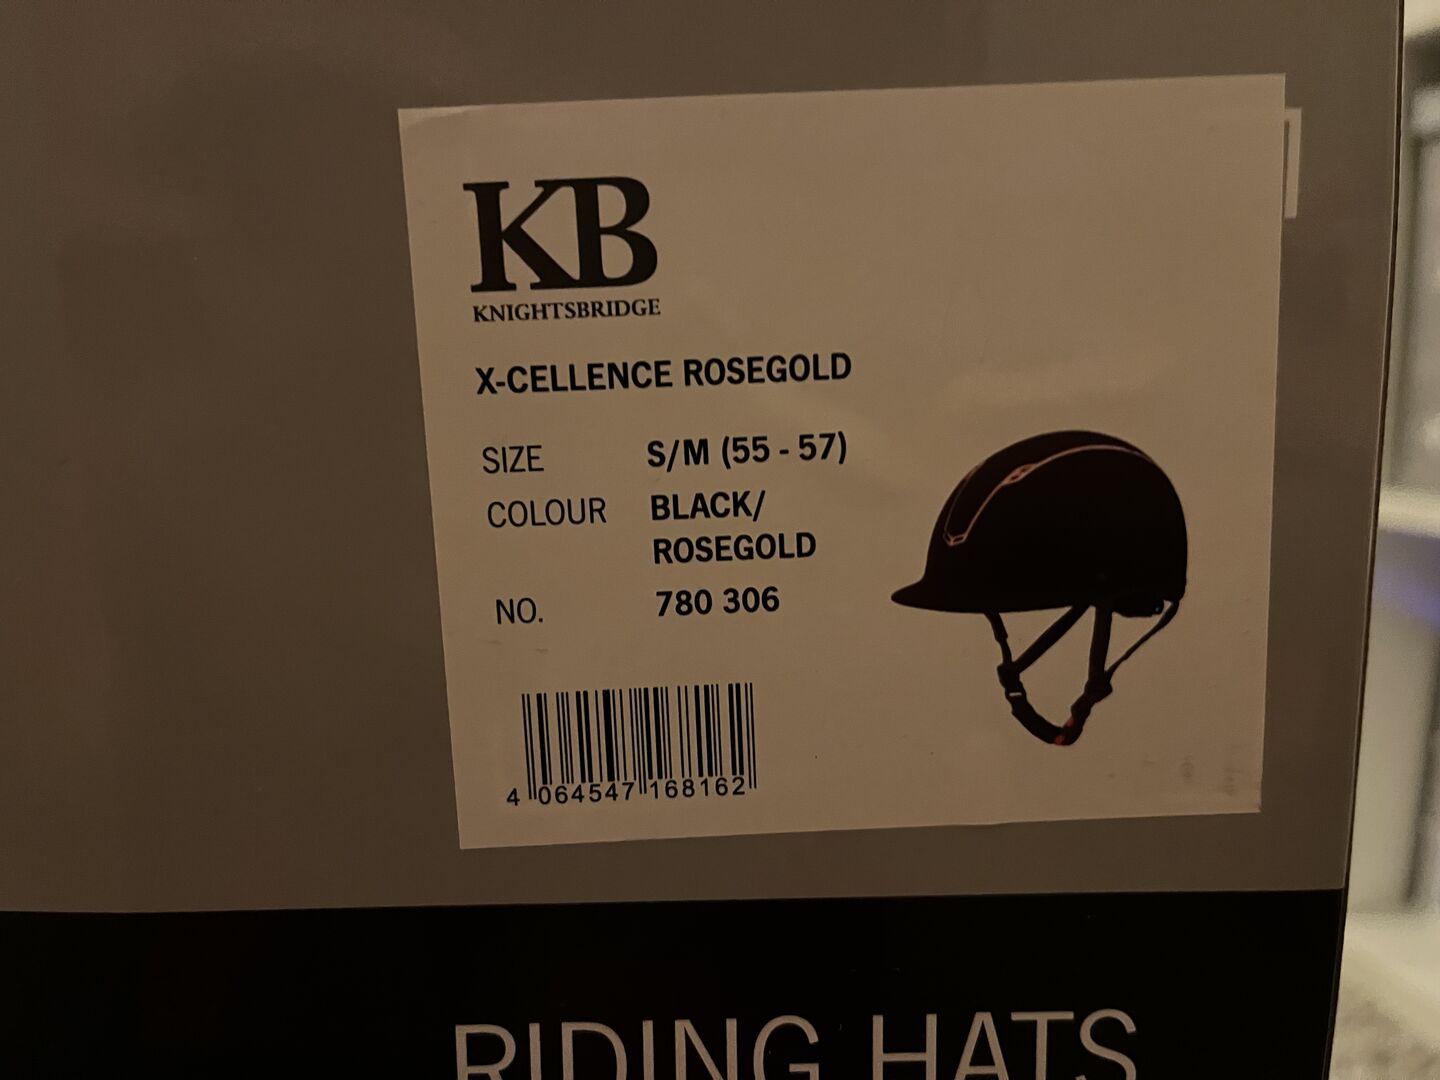 KB
KNIGHTSBRIDGE
X-CELLENCE ROSEGOLD
SIZE S/M (55 - 57)
COLOUR BLACK/
ROSEGOLD
NO. 780 306
4 064547 168162
RIDING HATS